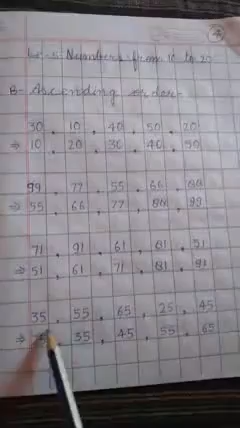 Numbers from 10 to 20
B- Ascending order-
30, 10, 40, 50, 20
⇒ 10, 20, 30, 40, 50
99, 77, 55, 66, 88
⇒ 55, 66, 77, 88, 99
71, 91, 61, 81, 51
⇒ 51, 61, 71, 81, 91
35, 55, 65, 25, 45
⇒ 35, 45, 55, 65